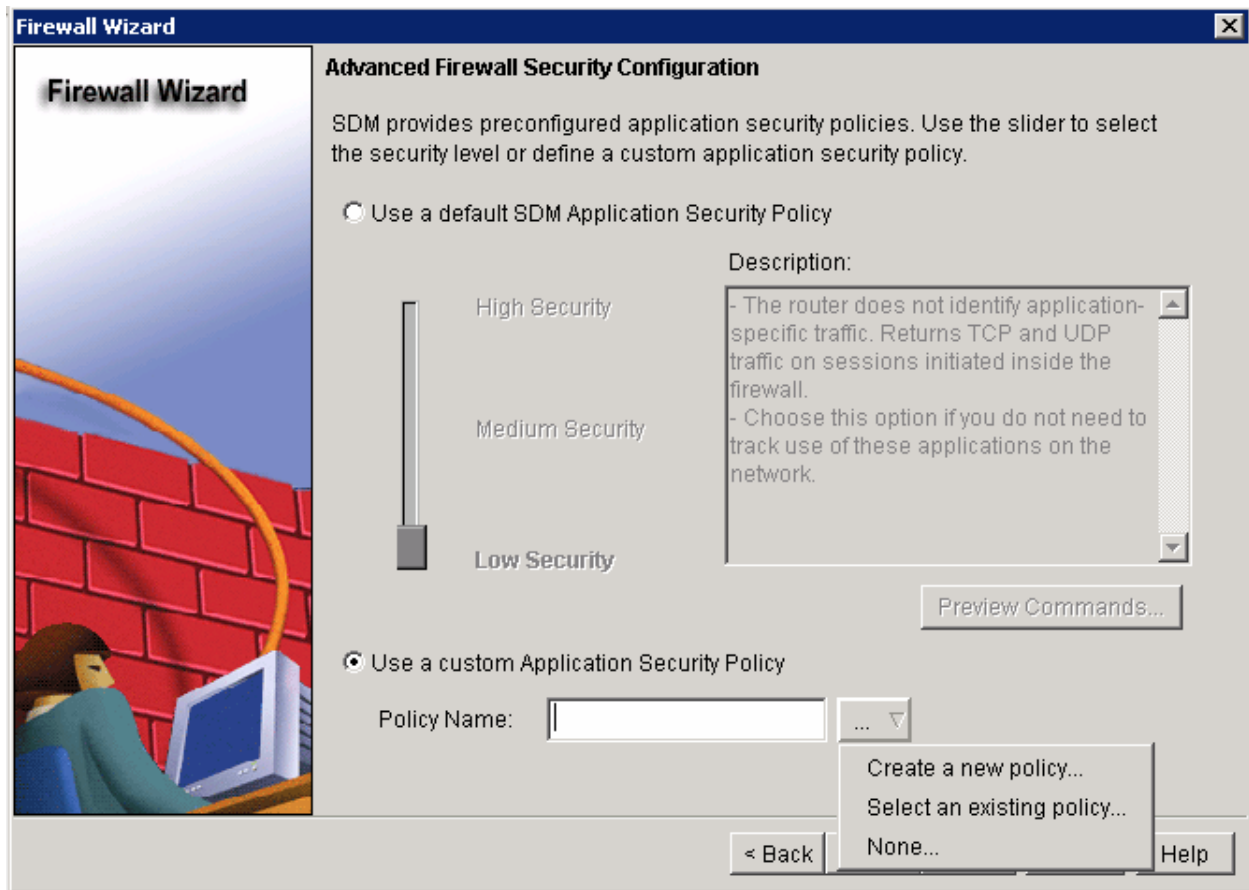 Firewall Wizard
Firewall Wizard
Advanced Firewall Security Configuration
SDM provides preconfigured application security policies. Use the slider to select
the security level or define a custom application security policy.
Use a default SDM Application Security Policy
Description:
High Security
Medium Security
Low Security
- The router does not identify application-
specific traffic. Returns TCP and UDP
traffic on sessions initiated inside the
firewall.
- Choose this option if you do not need to
track use of these applications on the
network.
Preview Commands...
Use a custom Application Security Policy
Policy Name:
...
Create a new policy...
Select an existing policy...
None...
< Back
Help